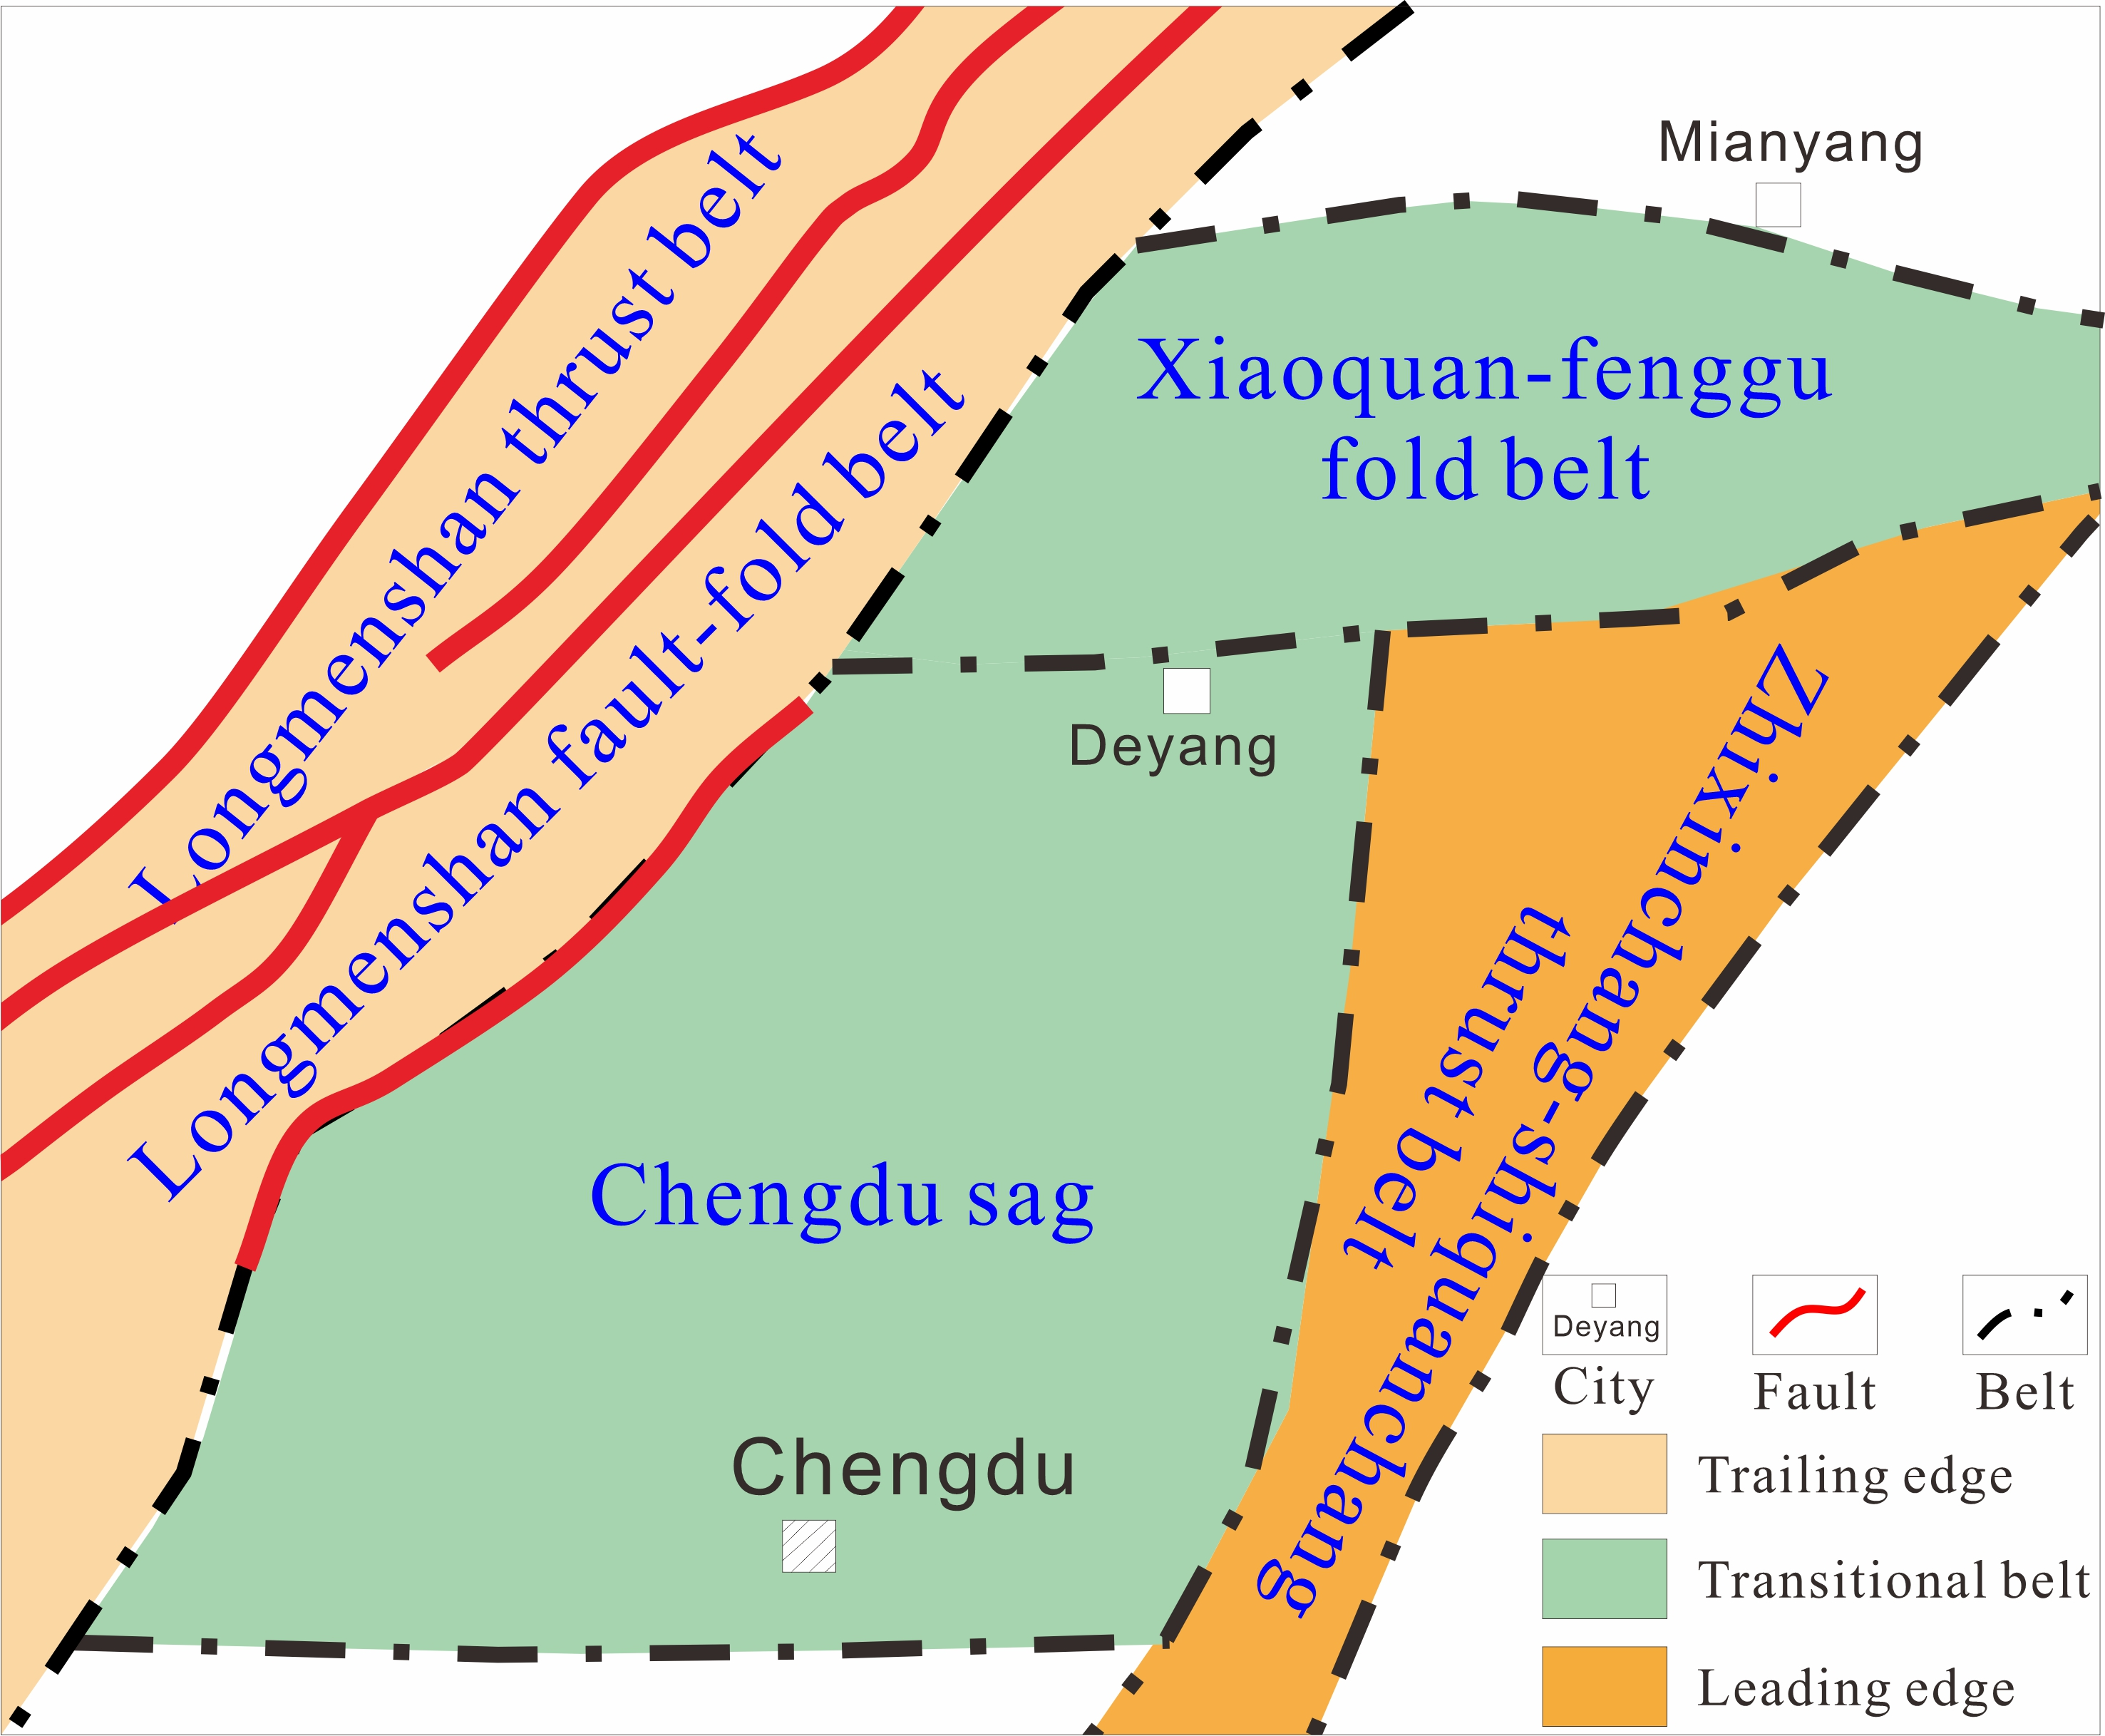 Mianyang
Longmenshan thrust belt
Xiaoquan-fenggu
fold belt
Longmenshan fault-fold belt
Deyang
Zhixinchang-shiquanchang
thrust belt
Chengdu sag
Chengdu
Deyang
City
Fault
Belt
Trailling edge
Transitional belt
Leading edge